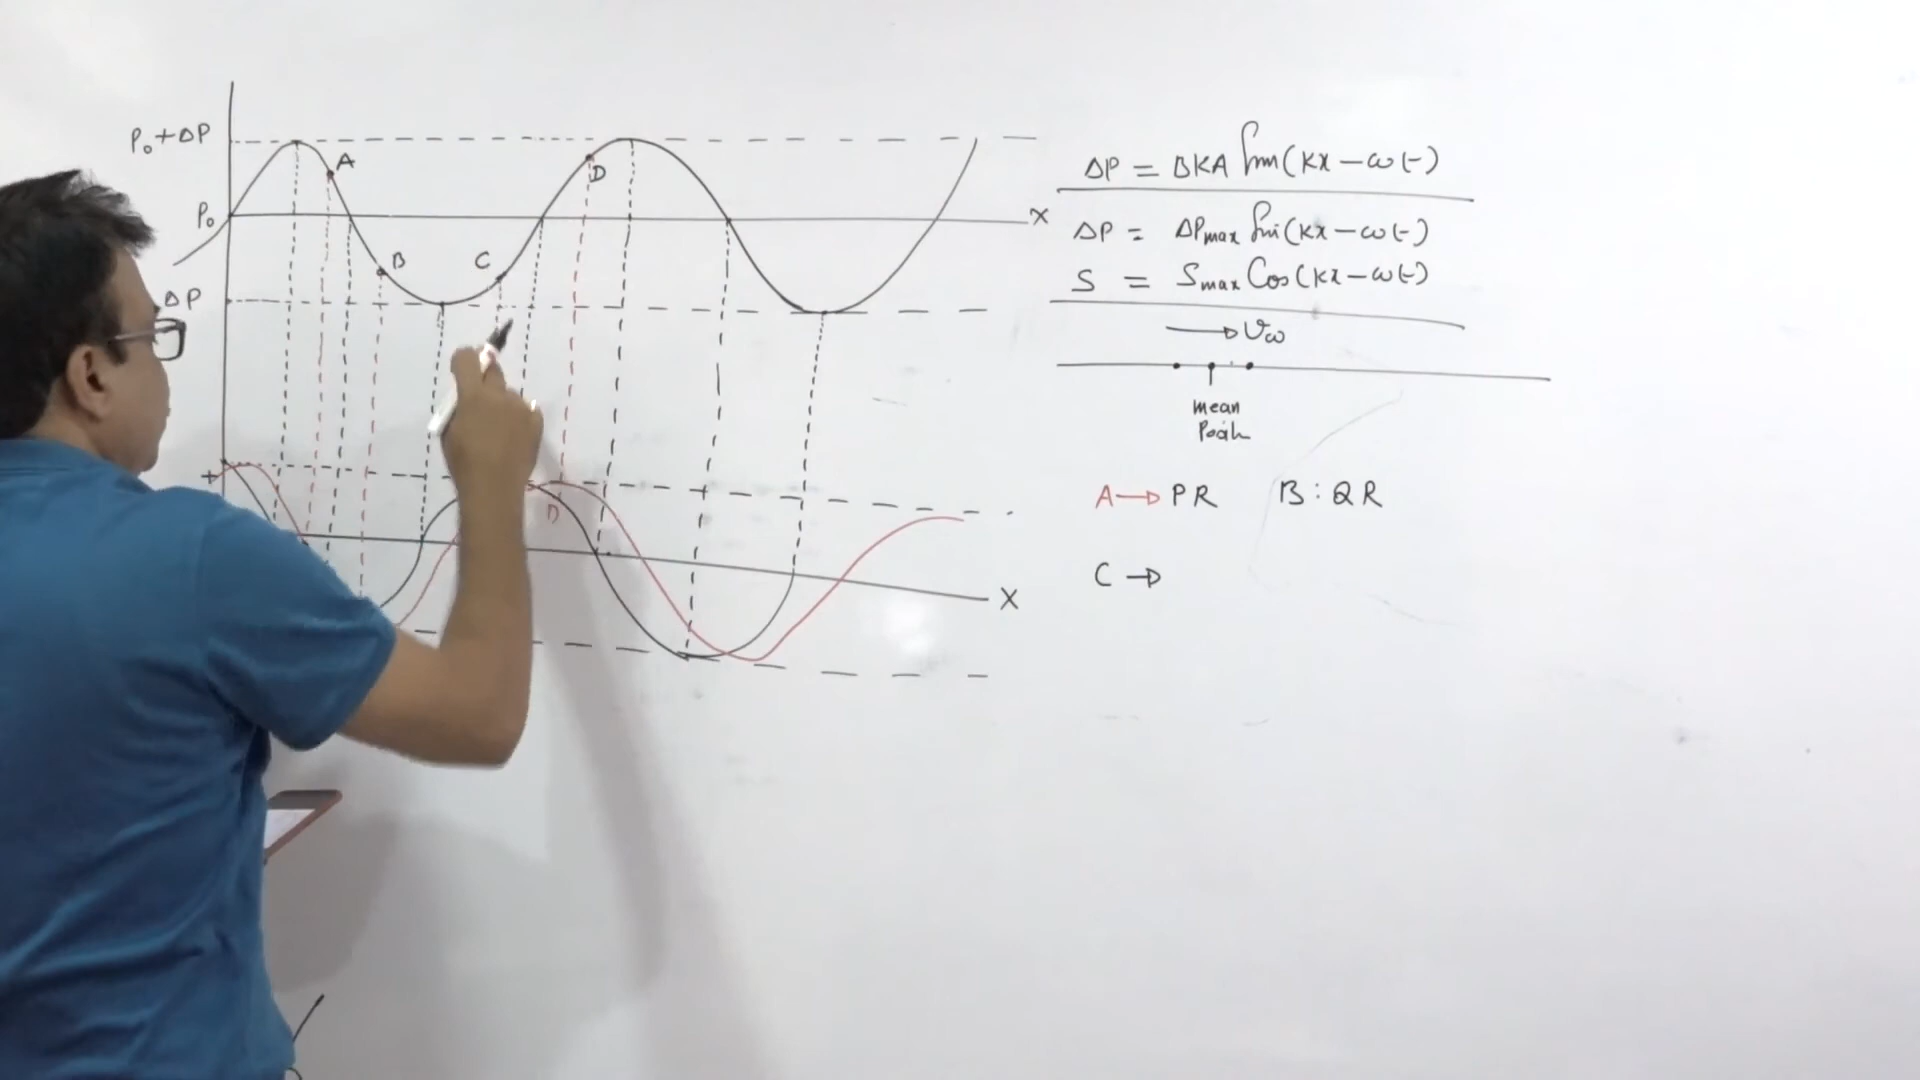 P₀ + ΔP
A
D
P₀
X
B
C
ΔP
+
D
X
ΔP = BKA Sin(Kx − ωt)
ΔP = ΔPmax Sin(Kx − ωt)
S = Smax Cos(Kx − ωt)
→ Vω
mean
A → PR B : QR
C →